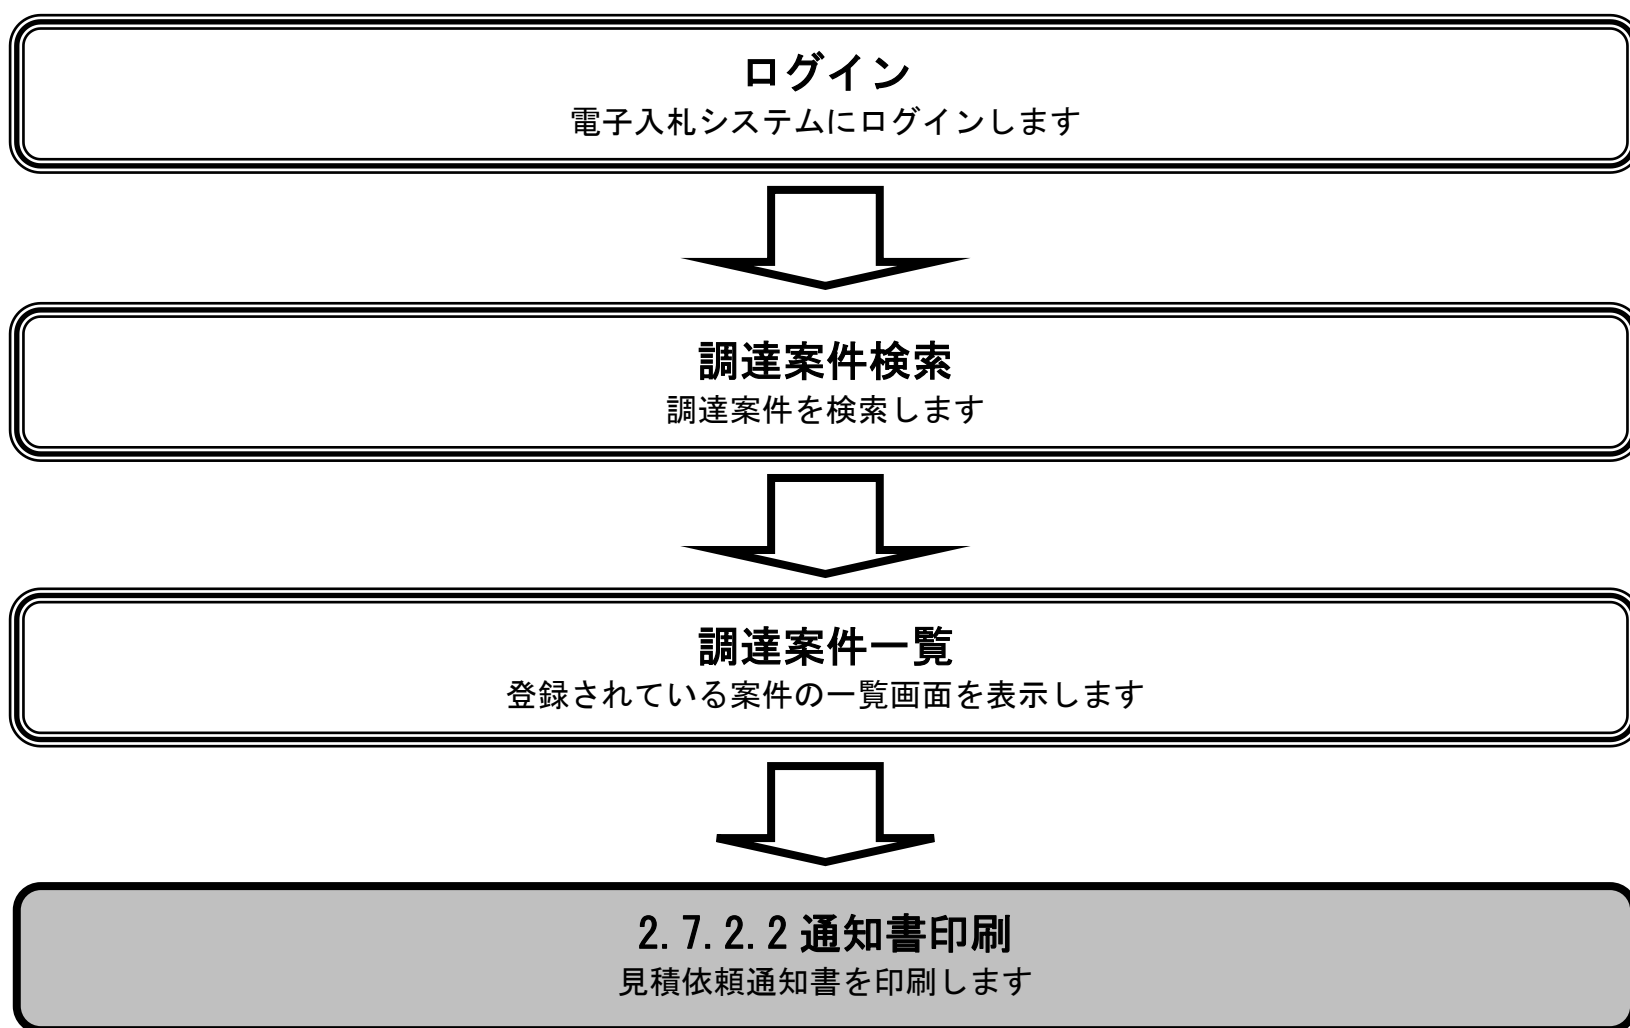 ログイン
電子入札システムにログインします
調達案件検索
調達案件を検索します
調達案件一覧
登録されている案件の一覧画面を表示します
2.7.2.2 通知書印刷
見積依頼通知書を印刷します